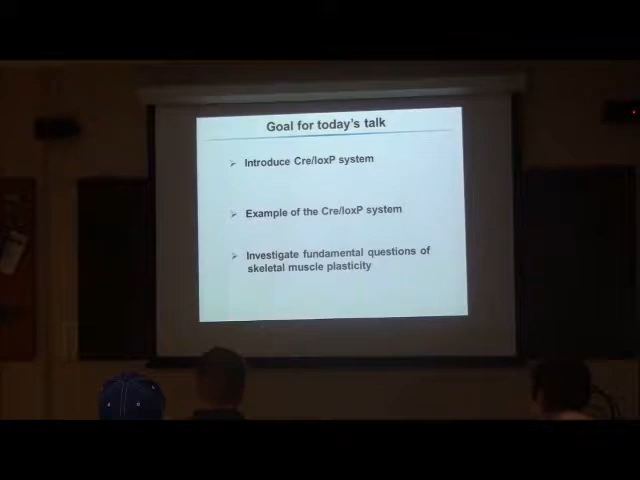 Goal for today's talk
➢ Introduce Cre/loxP system
➢ Example of the Cre/loxP system
➢ Investigate fundamental questions of
skeletal muscle plasticity